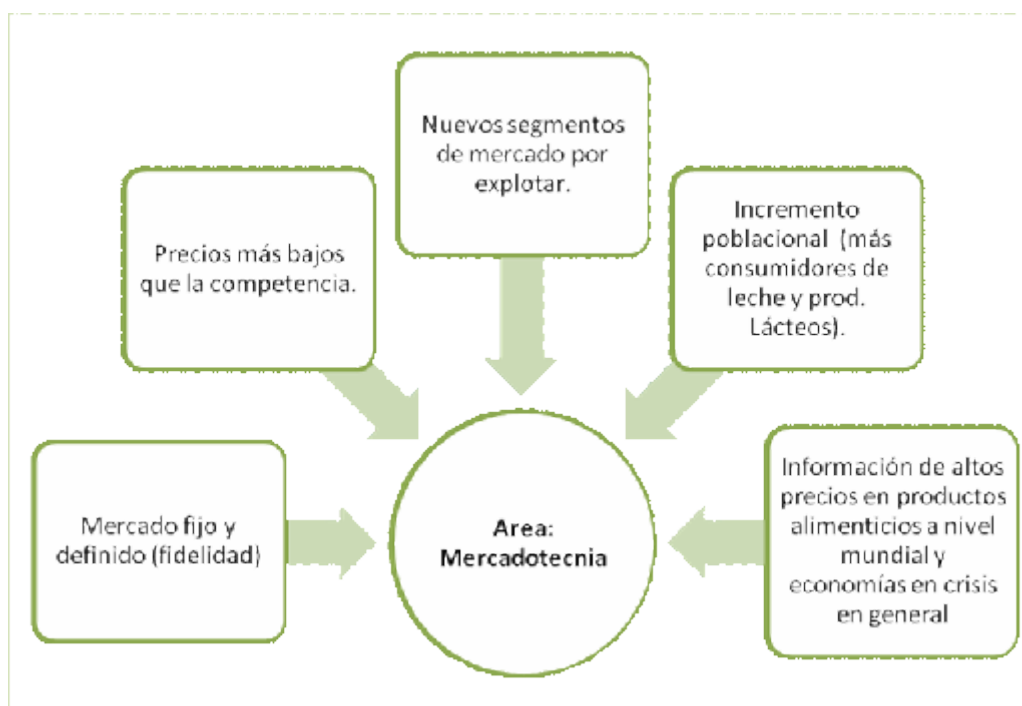 Nuevos segmentos
de mercado por
explotar.
Precios más bajos
que la competencia.
Incremento
poblacional (más
consumidores de
leche y prod.
Lácteos).
Mercado fijo y
definido (fidelidad)
Area:
Mercadotecnia
Información de altos
precios en productos
alimenticios a nivel
mundial y
economías en crisis
en general